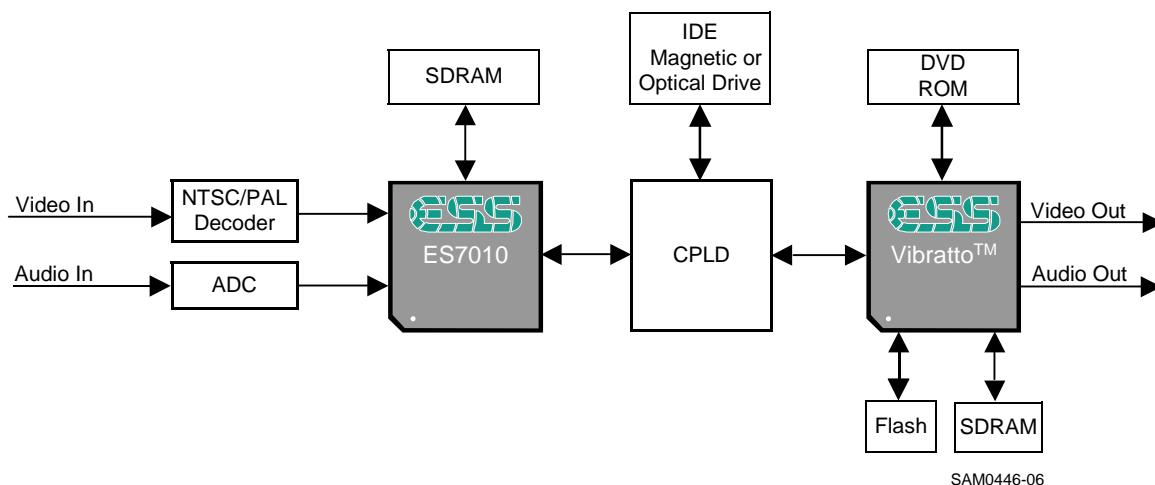 IDE
Magnetic or
Optical Drive
SDRAM
DVD
ROM
Video In
NTSC/PAL
Decoder
ESS
ES7010
CPLD
ESS
Vibratto™
Video Out
Audio In
ADC
Audio Out
Flash
SDRAM
SAM0446-06